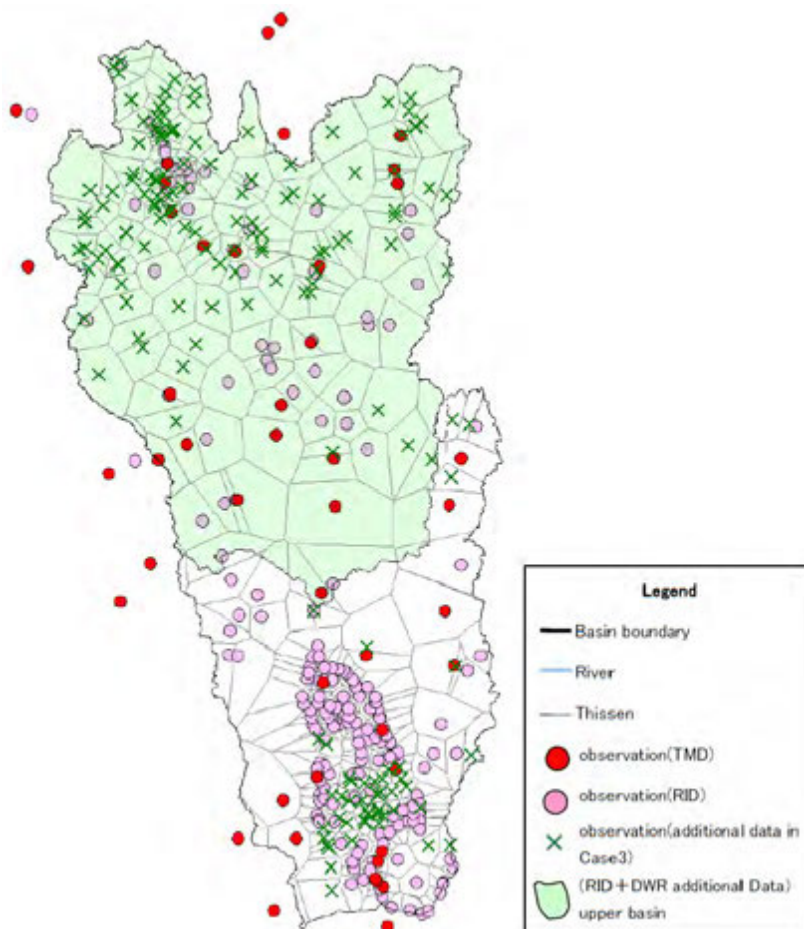 Legend
Basin boundary
River
Thissen
observation(TMD)
observation(RID)
observation(additional data in
Case3)
(RID+DWR additional Data)
upper basin